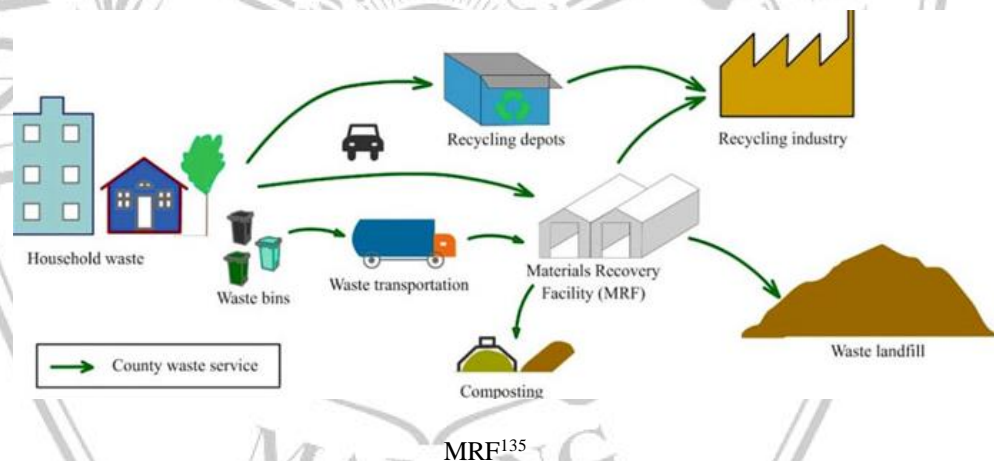 Recycling depots
Recycling industry
Household waste
Waste bins
Waste transportation
Materials Recovery
Facility (MRF)
Waste landfill
County waste service
Composting
MRF135